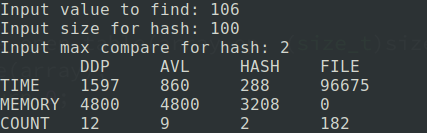 Input value to find: 106
Input size for hash: 100
Input max compare for hash: 2
DDP AVL HASH FILE
TIME 1597 860 288 96675
MEMORY 4800 4800 3208 0
COUNT 12 9 2 182